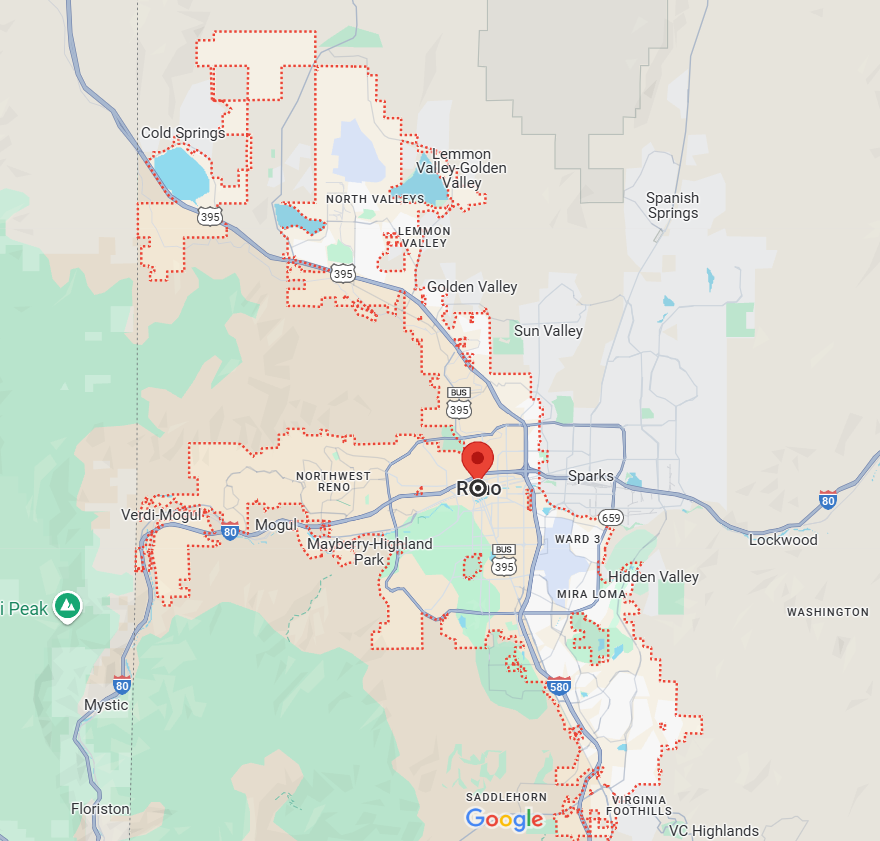 Cold Springs
Lemmon
Valley-Golden
Valley
NORTH VALLEYS
Spanish
Springs
395
LEMMON
VALLEY
395
Golden Valley
Sun Valley
BUS
395
NORTHWEST
RENO
Reno
Sparks
80
Verdi-Mogul
Mogul
80
659
WARD 3
Lockwood
Mayberry-Highland
Park
BUS
395
Hidden Valley
MIRA LOMA
i Peak
WASHINGTON
80
580
Mystic
Floriston
SADDLEHORN
VIRGINIA
FOOTHILLS
Google
VC Highlands